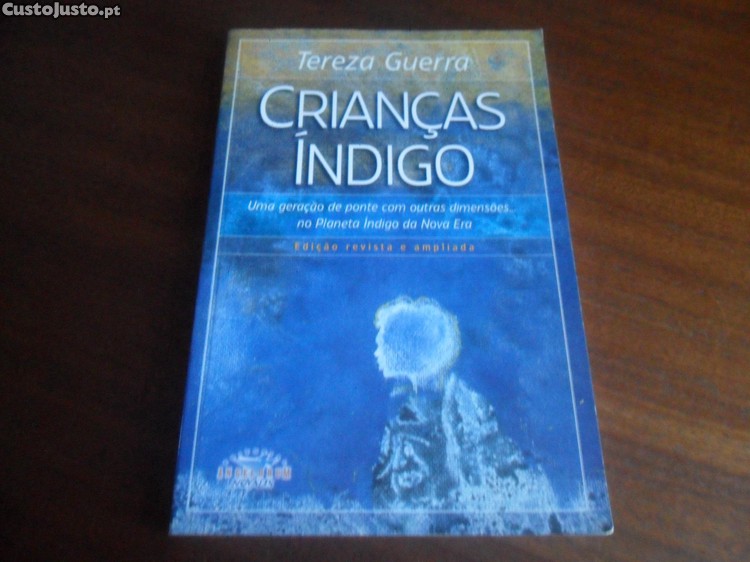 CustoJusto.pt
Tereza Guerra
CRIANÇAS
ÍNDIGO
Uma geração de ponte com outras dimensões...
no Planeta Índigo da Nova Era
Edição revista e ampliada